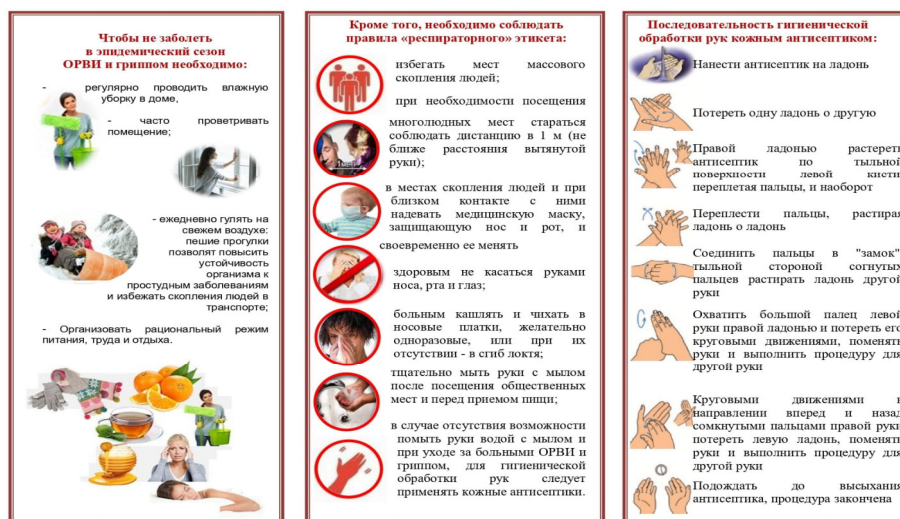 Чтобы не заболеть
в эпидемический сезон
ОРВИ и гриппом необходимо:
- регулярно проводить влажную
уборку в доме,
- часто проветривать
помещение;
- ежедневно гулять на
свежем воздухе:
пешие прогулки
позволят повысить
устойчивость
организма к
простудным заболеваниям
и избежать скопления людей в
транспорте;
- Организовать рациональный режим
питания, труда и отдыха.
Кроме того, необходимо соблюдать
правила «респираторного» этикета:
избегать мест массового
скопления людей;
при необходимости посещения
многолюдных мест стараться
соблюдать дистанцию в 1 м (не
ближе расстояния вытянутой
руки);
в местах скопления людей и при
близком контакте с ними
надевать медицинскую маску,
защищающую нос и рот, и
своевременно ее менять
здоровым не касаться руками
носа, рта и глаз;
больным кашлять и чихать в
носовые платки, желательно
одноразовые, или при их
отсутствии - в сгиб локтя;
тщательно мыть руки с мылом
после посещения общественных
мест и перед приемом пищи;
в случае отсутствия возможности
помыть руки водой с мылом и
при уходе за больными ОРВИ и
гриппом, для гигиенической
обработки рук следует
применять кожные антисептики.
Последовательность гигиенической
обработки рук кожным антисептиком:
Нанести антисептик на ладонь
Потереть одну ладонь о другую
Правой ладонью растереть
антисептик по тыльной
поверхности левой кисти,
переплетая пальцы, и наоборот
Переплести пальцы, растирая
ладонь о ладонь
Соединить пальцы в "замок",
тыльной стороной согнутых
пальцев растирать ладонь другой
руки
Охватить большой палец левой
руки правой ладонью и потереть его
круговыми движениями, поменять
руки и выполнить процедуру для
другой руки
Круговыми движениями в
направлении вперед и назад
сомкнутыми пальцами правой руки
потереть левую ладонь, поменять
руки и выполнить процедуру для
другой руки
Подождать до высыхания
антисептика, процедура закончена